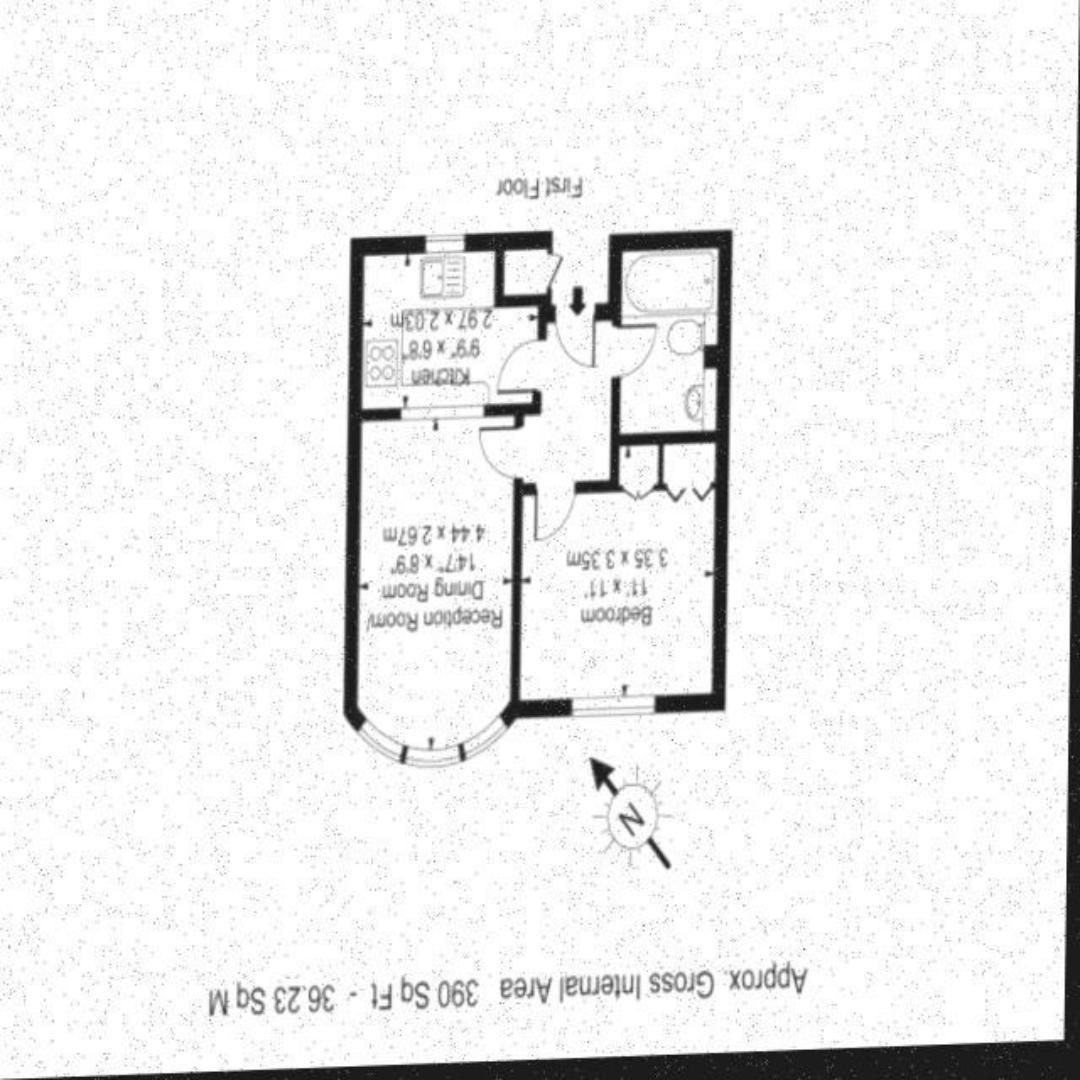 Approx Gross Internal Area 390 Sq Ft - 36.23 Sq M
N
Reception Room/
Dining Room
14'7" x 8'9"
4.44 x 2.67m
Bedroom
11' x 11'
3.35 x 3.35m
Kitchen
9'9" x 6'8"
2.97 x 2.03m
First Floor